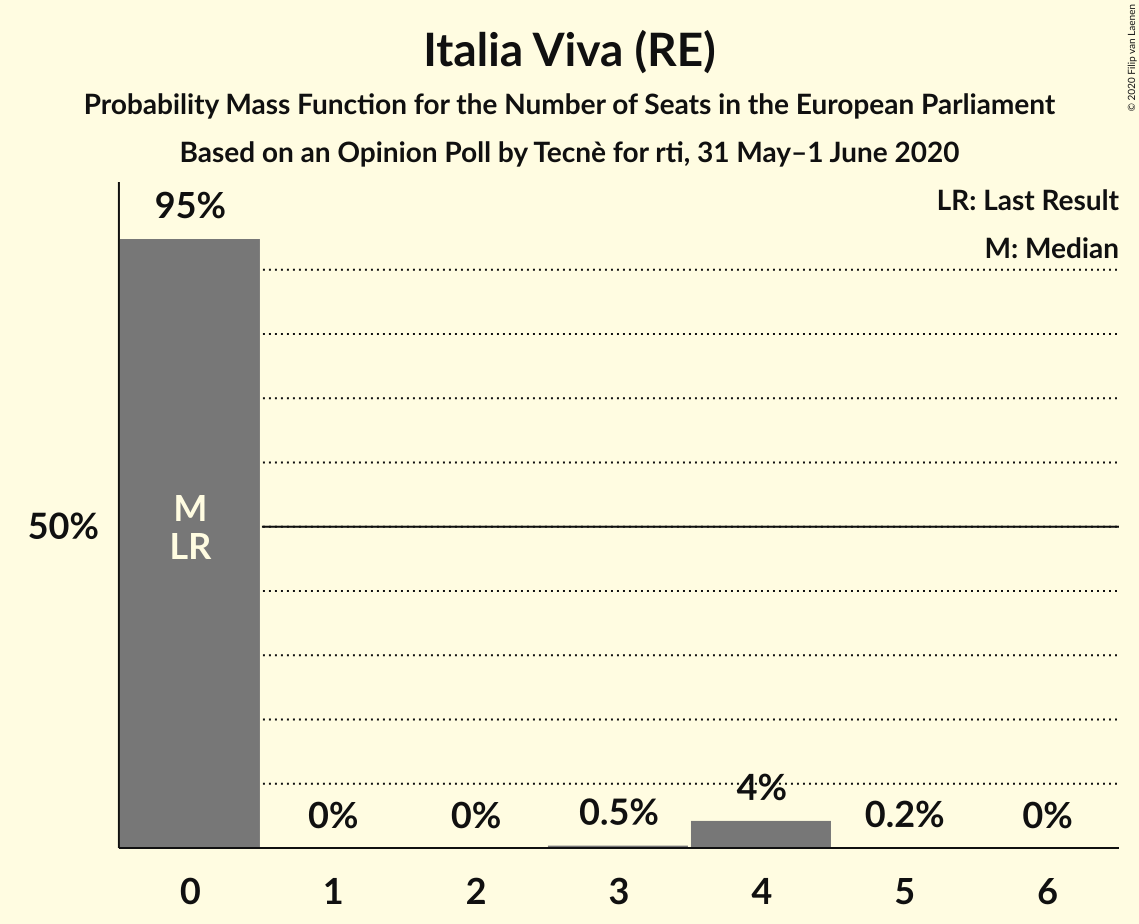 Italia Viva (RE)
Probability Mass Function for the Number of Seats in the European Parliament
Based on an Opinion Poll by Tecnè for rti, 31 May–1 June 2020
© 2020 Filip van Laenen
LR: Last Result
M: Median
95%
50%
M
LR
0%
0%
0.5%
4%
0.2%
0%
0
1
2
3
4
5
6